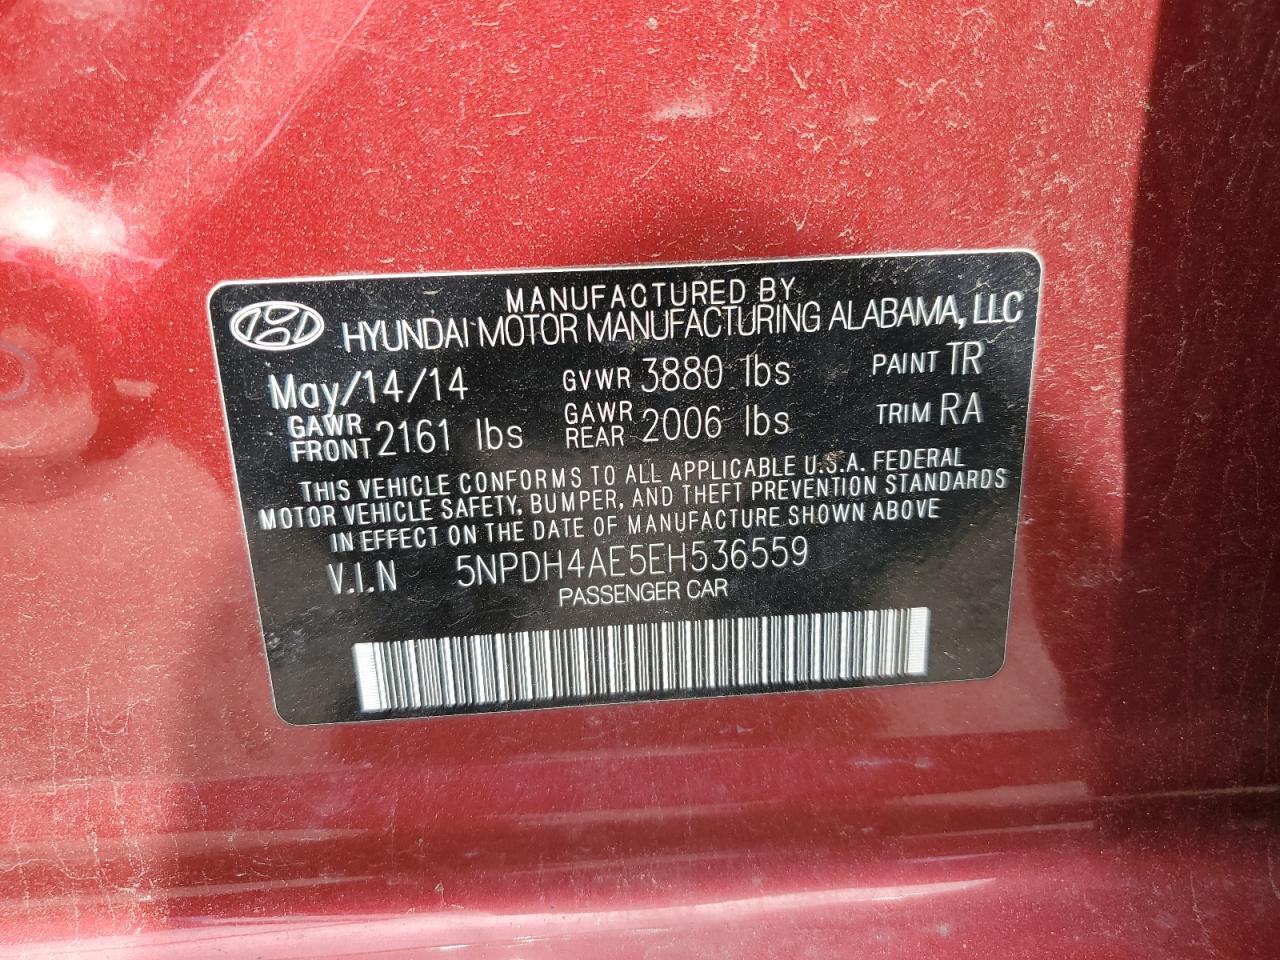 MANUFACTURED BY
HYUNDAI MOTOR MANUFACTURING ALABAMA, LLC
May/14/14 GVWR 3880 lbs PAINT TR
GAWR FRONT 2161 lbs GAWR REAR 2006 lbs TRIM RA
THIS VEHICLE CONFORMS TO ALL APPLICABLE U.S.A. FEDERAL
MOTOR VEHICLE SAFETY, BUMPER, AND THEFT PREVENTION STANDARDS
IN EFFECT ON THE DATE OF MANUFACTURE SHOWN ABOVE
V.I.N 5NPDH4AE5EH536559
PASSENGER CAR